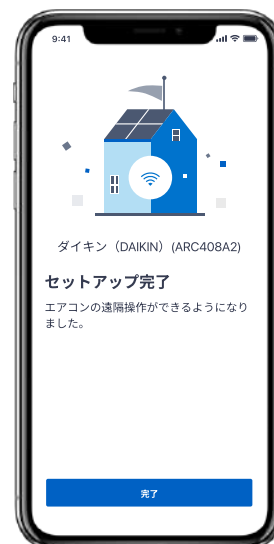 9:41
ダイキン（DAIKIN）(ARC408A2)
セットアップ完了
エアコンの遠隔操作ができるようになり
ました。
完了